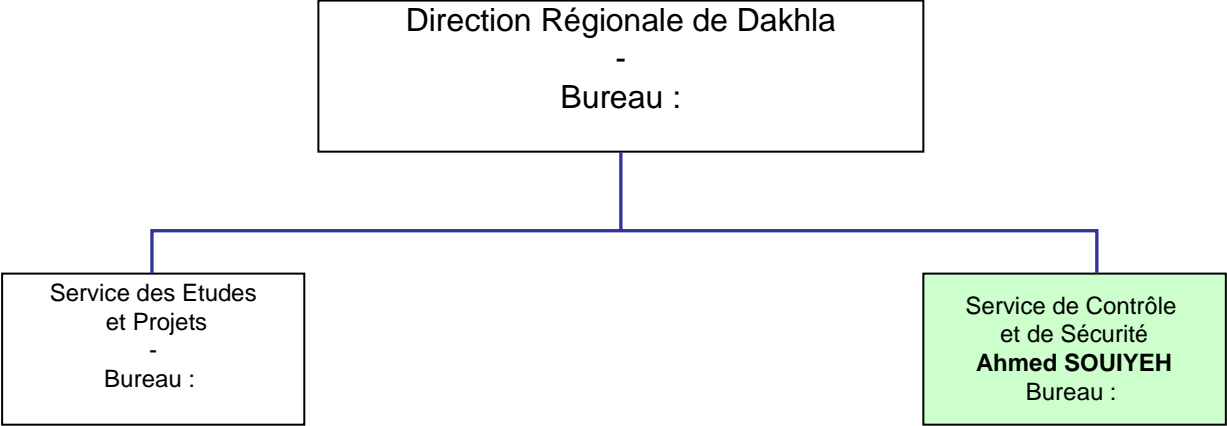 Direction Régionale de Dakhla
-
Bureau :
Service des Etudes
et Projets
-
Bureau :
Service de Contrôle
et de Sécurité
Ahmed SOUIYEH
Bureau :